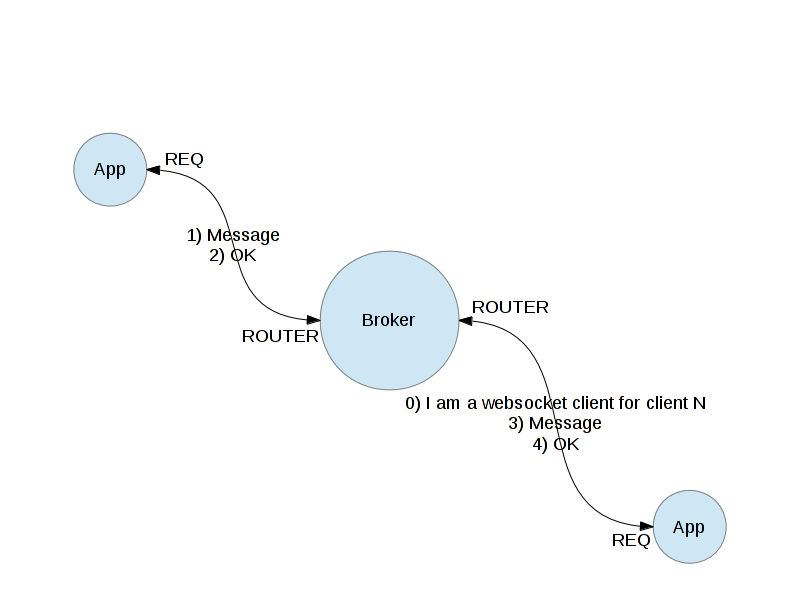 REQ
App
1) Message
2) OK
ROUTER
Broker
ROUTER
0) I am a websocket client for client N
3) Message
4) OK
App
REQ